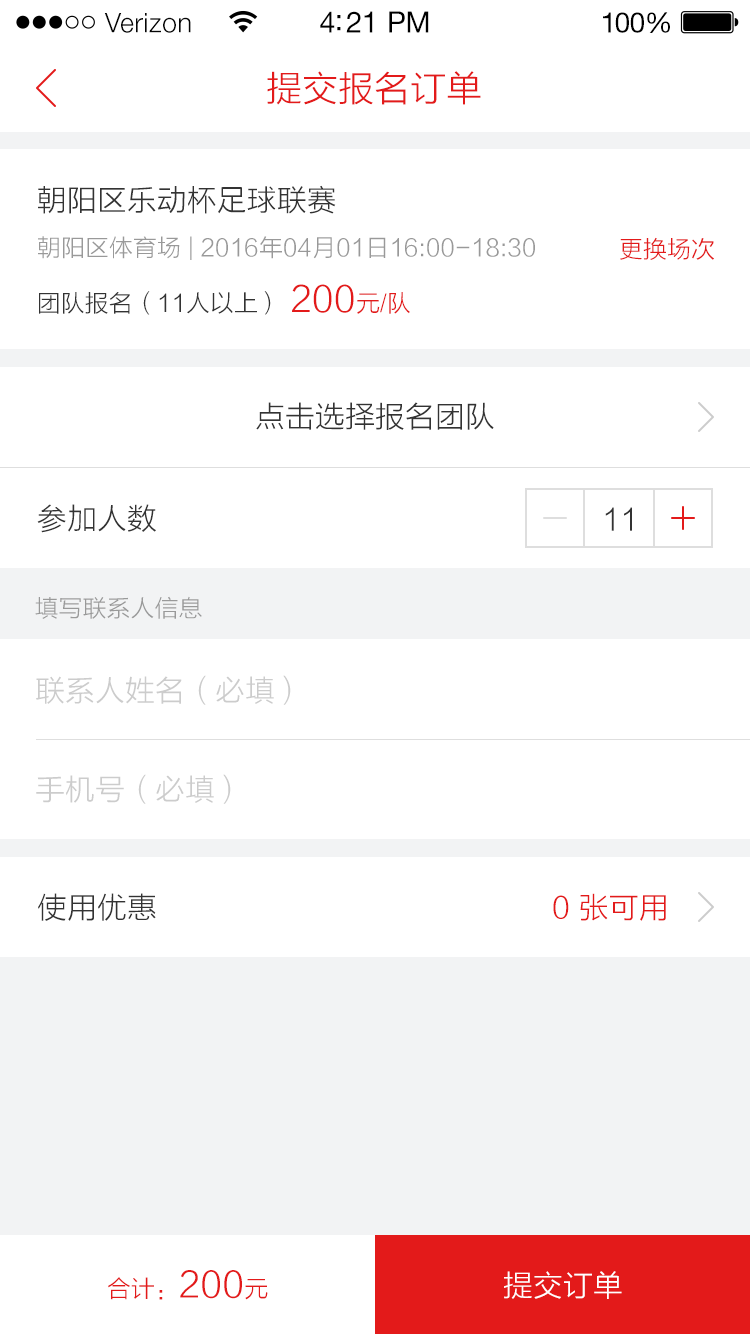 Verizon 4:21 PM 100%
提交报名订单
朝阳区乐动杯足球联赛
朝阳区体育场 | 2016年04月01日16:00-18:30 更换场次
团队报名（11人以上） 200元/队
点击选择报名团队
参加人数 11
填写联系人信息
联系人姓名（必填）
手机号（必填）
使用优惠 0 张可用
合计：200元 提交订单